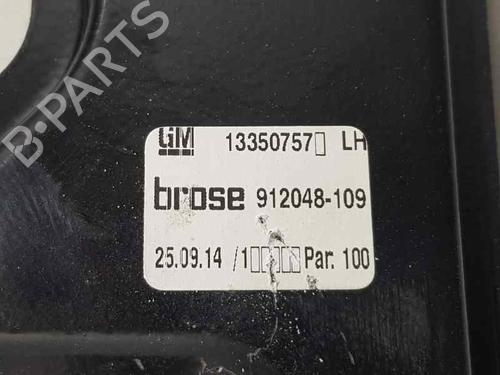 B-PARTS
GM 13350757▯ LH
brose 912048-109
25.09.14 /1▯▯▯▯ Par. 100